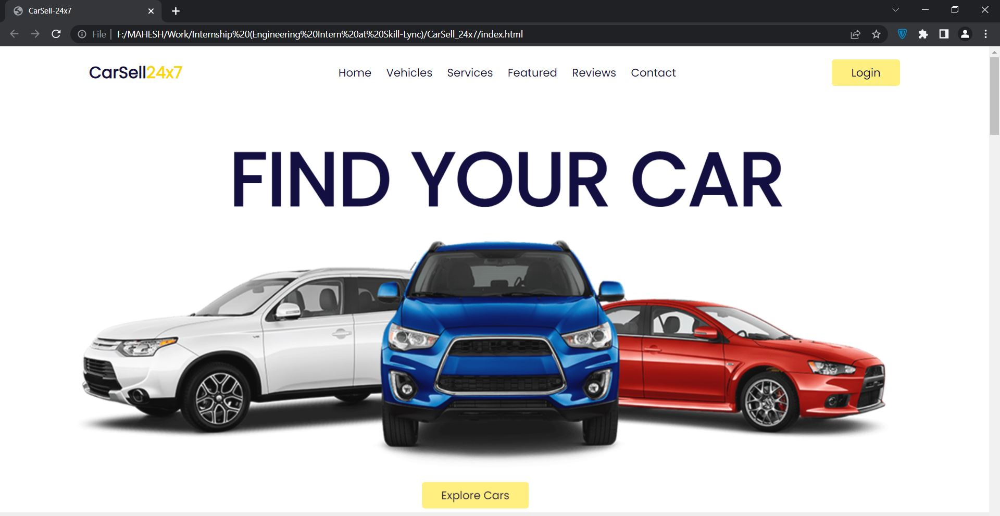 CarSell-24x7
File | F:/MAHESH/Work/Internship%20(Engineering%20Intern%20at%20Skill-Lync)/CarSell_24x7/index.html
CarSell24x7 Home Vehicles Services Featured Reviews Contact Login
FIND YOUR CAR
Explore Cars